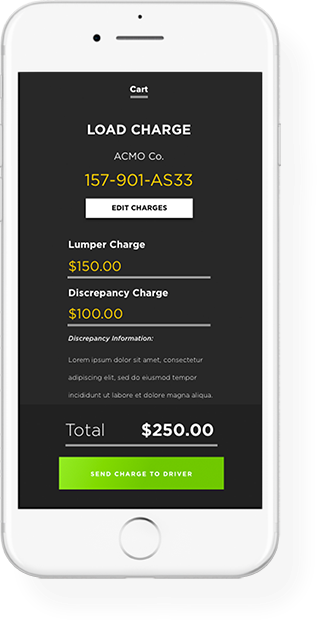 Cart
LOAD CHARGE
ACMO Co.
157-901-AS33
EDIT CHARGES
Lumper Charge
$150.00
Discrepancy Charge
$100.00
Discrepancy Information:
Lorem ipsum dolor sit amet, consectetur
adipiscing elit, sed do eiusmod tempor
incididunt ut labore et dolore magna aliqua.
Total $250.00
SEND CHARGE TO DRIVER